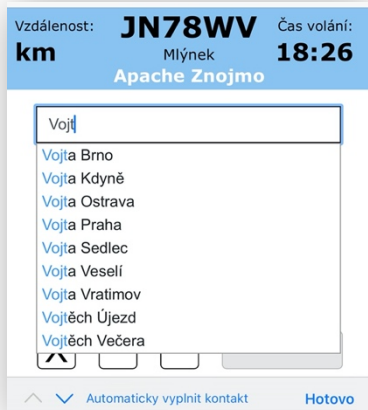 Vzdálenost: JN78WV Čas volání:
km Mlýnek 18:26
Apache Znojmo
Vojt
Vojta Brno
Vojta Kdyně
Vojta Ostrava
Vojta Praha
Vojta Sedlec
Vojta Veselí
Vojta Vratimov
Vojtěch Újezd
Vojtěch Večera
Automaticky vyplnit kontakt Hotovo